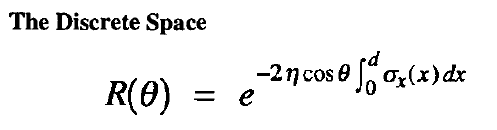 The Discrete Space
R(θ) = e^{-2η cos θ ∫_0^d σ_x(x) dx}